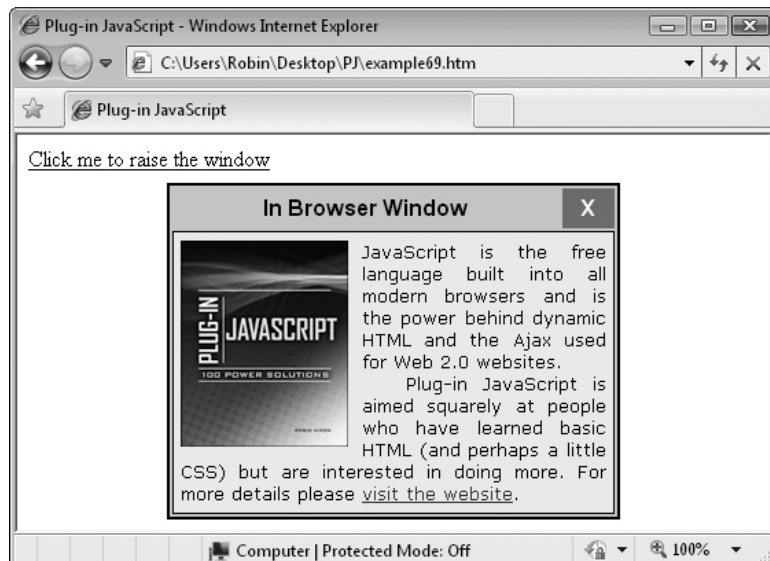 Plug-in JavaScript - Windows Internet Explorer
C:\Users\Robin\Desktop\PJ\example69.htm
Plug-in JavaScript
Click me to raise the window
In Browser Window X
PLUG-IN
JAVASCRIPT
100 POWER SOLUTIONS
ROBIN NIXON
JavaScript is the free
language built into all
modern browsers and is
the power behind dynamic
HTML and the Ajax used
for Web 2.0 websites.
Plug-in JavaScript is
aimed squarely at people
who have learned basic
HTML (and perhaps a little
CSS) but are interested in doing more. For
more details please visit the website.
Computer | Protected Mode: Off
100%